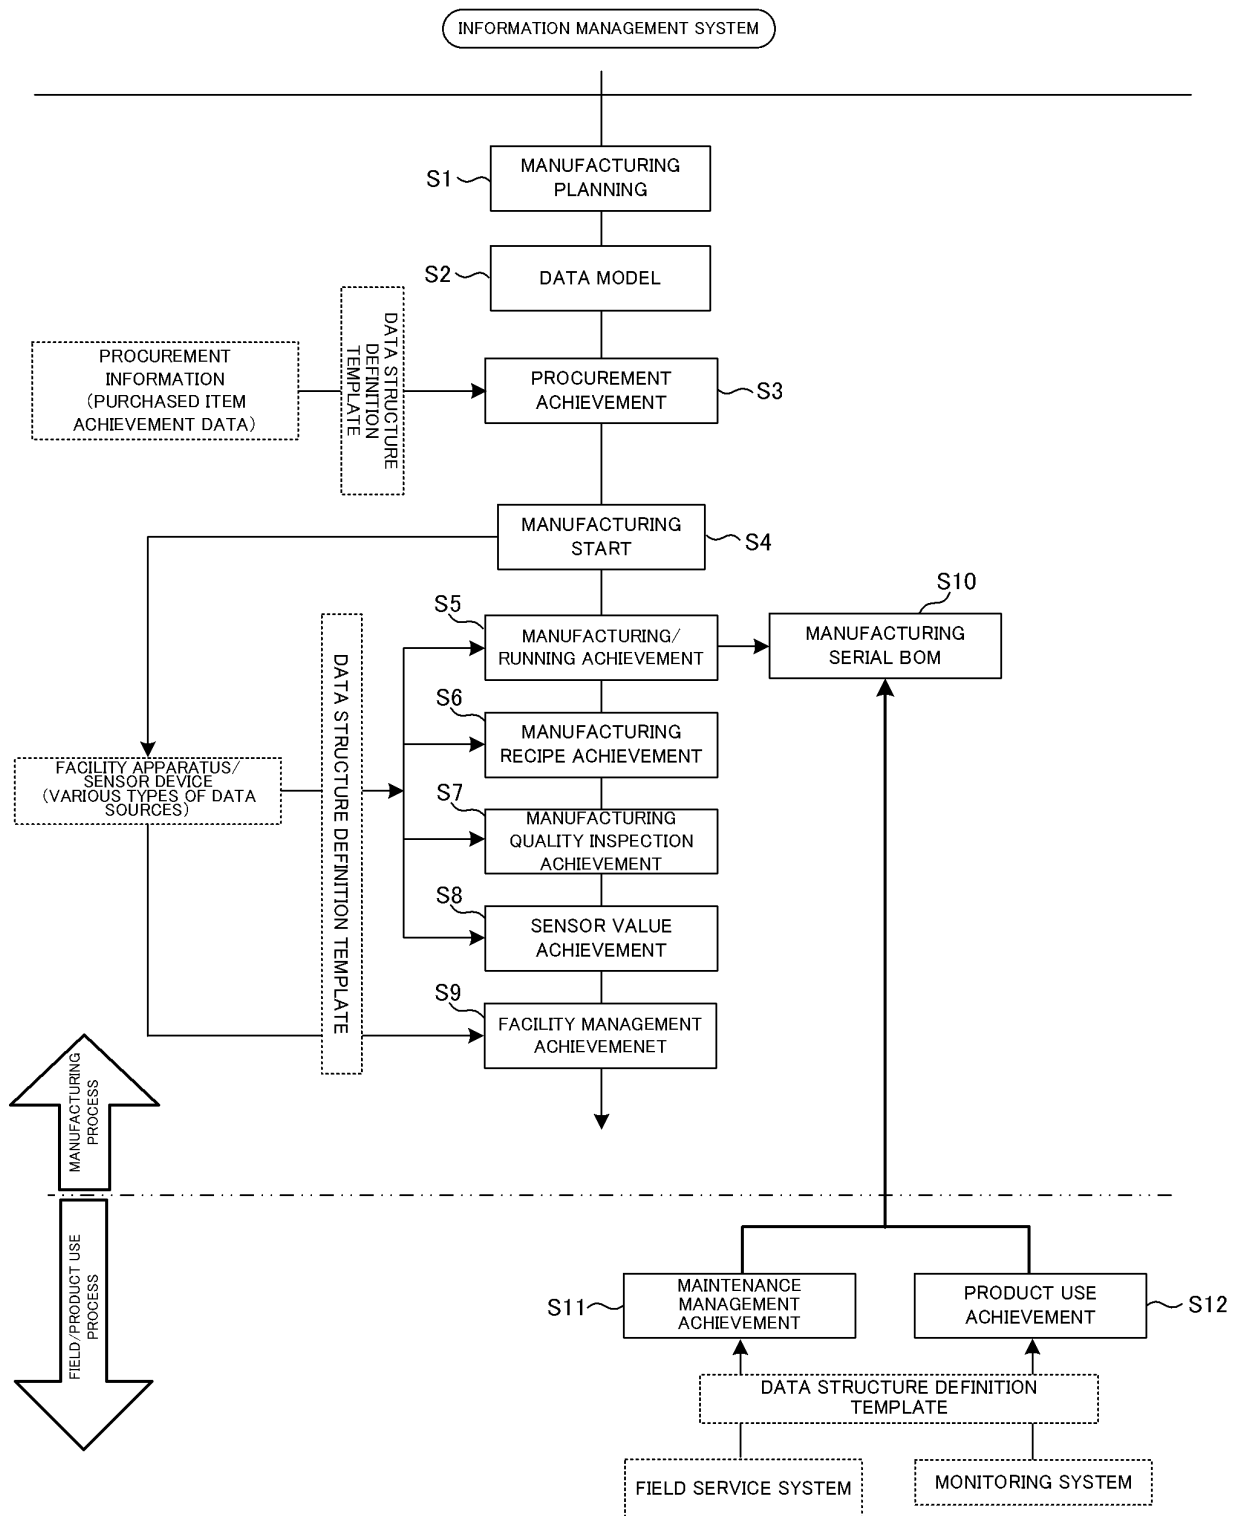 INFORMATION MANAGEMENT SYSTEM
S1
MANUFACTURING
PLANNING
S2
DATA MODEL
DATA STRUCTURE
DEFINITION
TEMPLATE
PROCUREMENT
INFORMATION
(PURCHASED ITEM
ACHIEVEMENT DATA)
PROCUREMENT
ACHIEVEMENT
S3
MANUFACTURING
START
S4
S5
MANUFACTURING/
RUNNING ACHIEVEMENT
S10
MANUFACTURING
SERIAL BOM
DATA STRUCTURE DEFINITION TEMPLATE
S6
MANUFACTURING
RECIPE ACHIEVEMENT
FACILITY APPARATUS/
SENSOR DEVICE
(VARIOUS TYPES OF DATA
SOURCES)
S7
MANUFACTURING
QUALITY INSPECTION
ACHIEVEMENT
S8
SENSOR VALUE
ACHIEVEMENT
S9
FACILITY MANAGEMENT
ACHIEVEMENET
MANUFACTURING
PROCESS
FIELD/PRODUCT USE
PROCESS
S11
MAINTENANCE
MANAGEMENT
ACHIEVEMENT
PRODUCT USE
ACHIEVEMENT
S12
DATA STRUCTURE DEFINITION
TEMPLATE
FIELD SERVICE SYSTEM
MONITORING SYSTEM